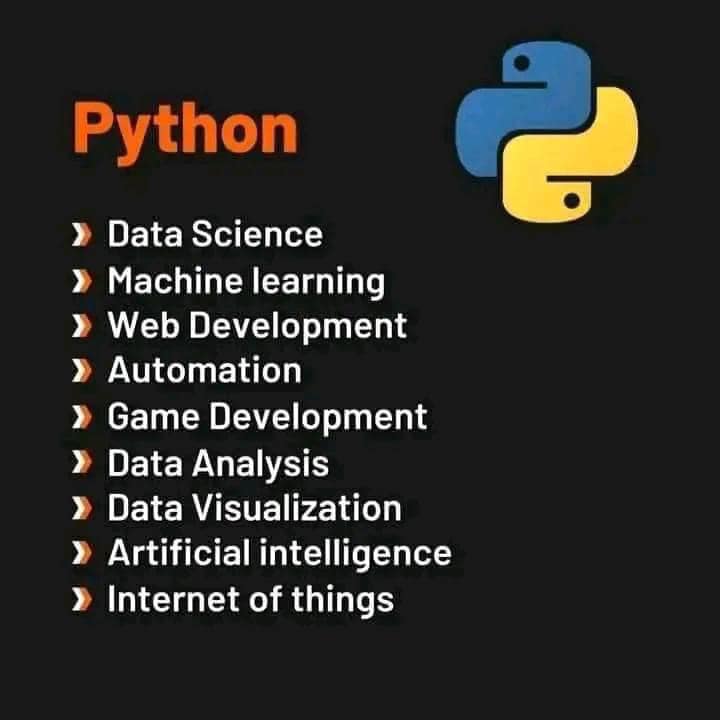 Python
Data Science
Machine learning
Web Development
Automation
Game Development
Data Analysis
Data Visualization
Artificial intelligence
Internet of things